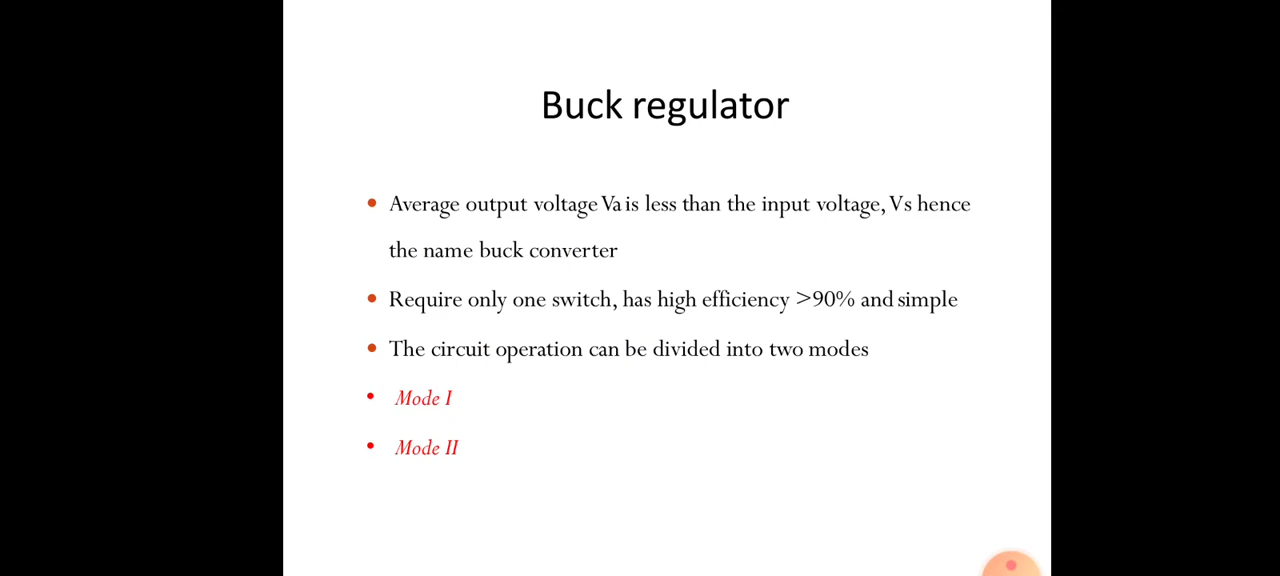 Buck regulator
• Average output voltage Va is less than the input voltage, Vs hence
the name buck converter
• Require only one switch, has high efficiency >90% and simple
• The circuit operation can be divided into two modes
• Mode I
• Mode II